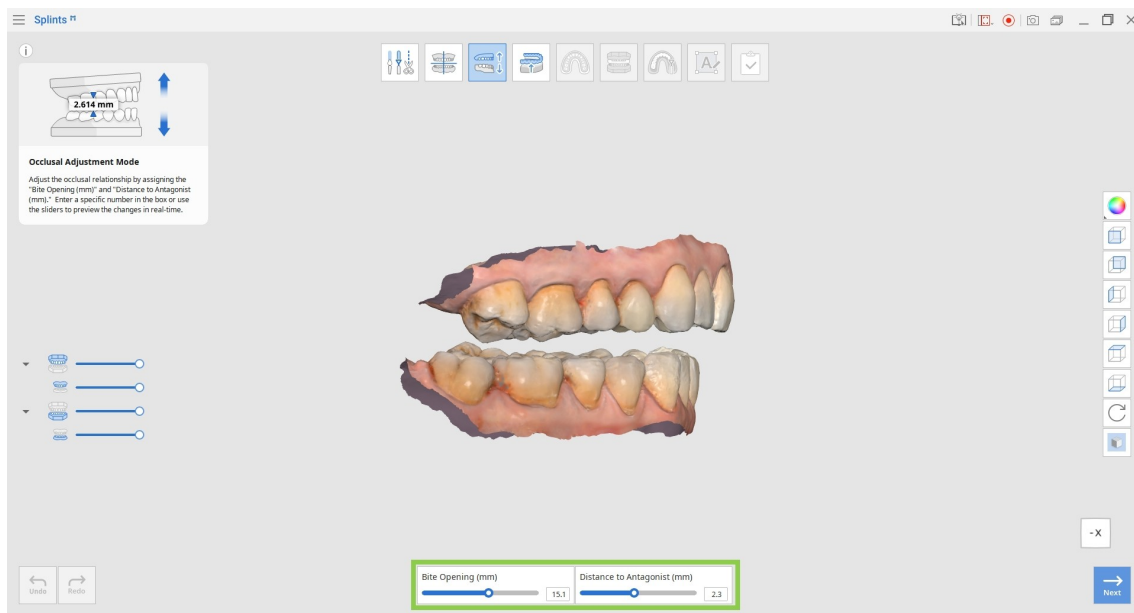 Splints
i
2.614 mm
Occlusal Adjustment Mode
Adjust the occlusal relationship by assigning the
"Bite Opening (mm)" and "Distance to Antagonist
(mm)." Enter a specific number in the box or use
the sliders to preview the changes in real-time.
A
-X
Undo
Redo
Bite Opening (mm)
15.1
Distance to Antagonist (mm)
2.3
Next